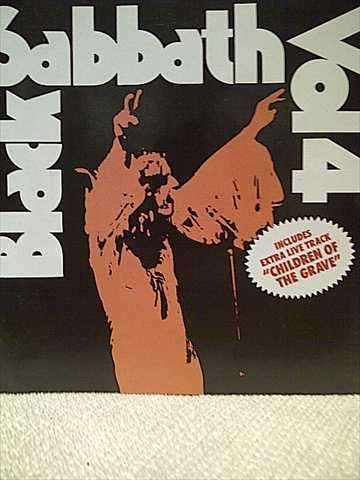 Black
Sabbath
Vol 4
INCLUDES
EXTRA LIVE TRACK
"CHILDREN OF
THE GRAVE"